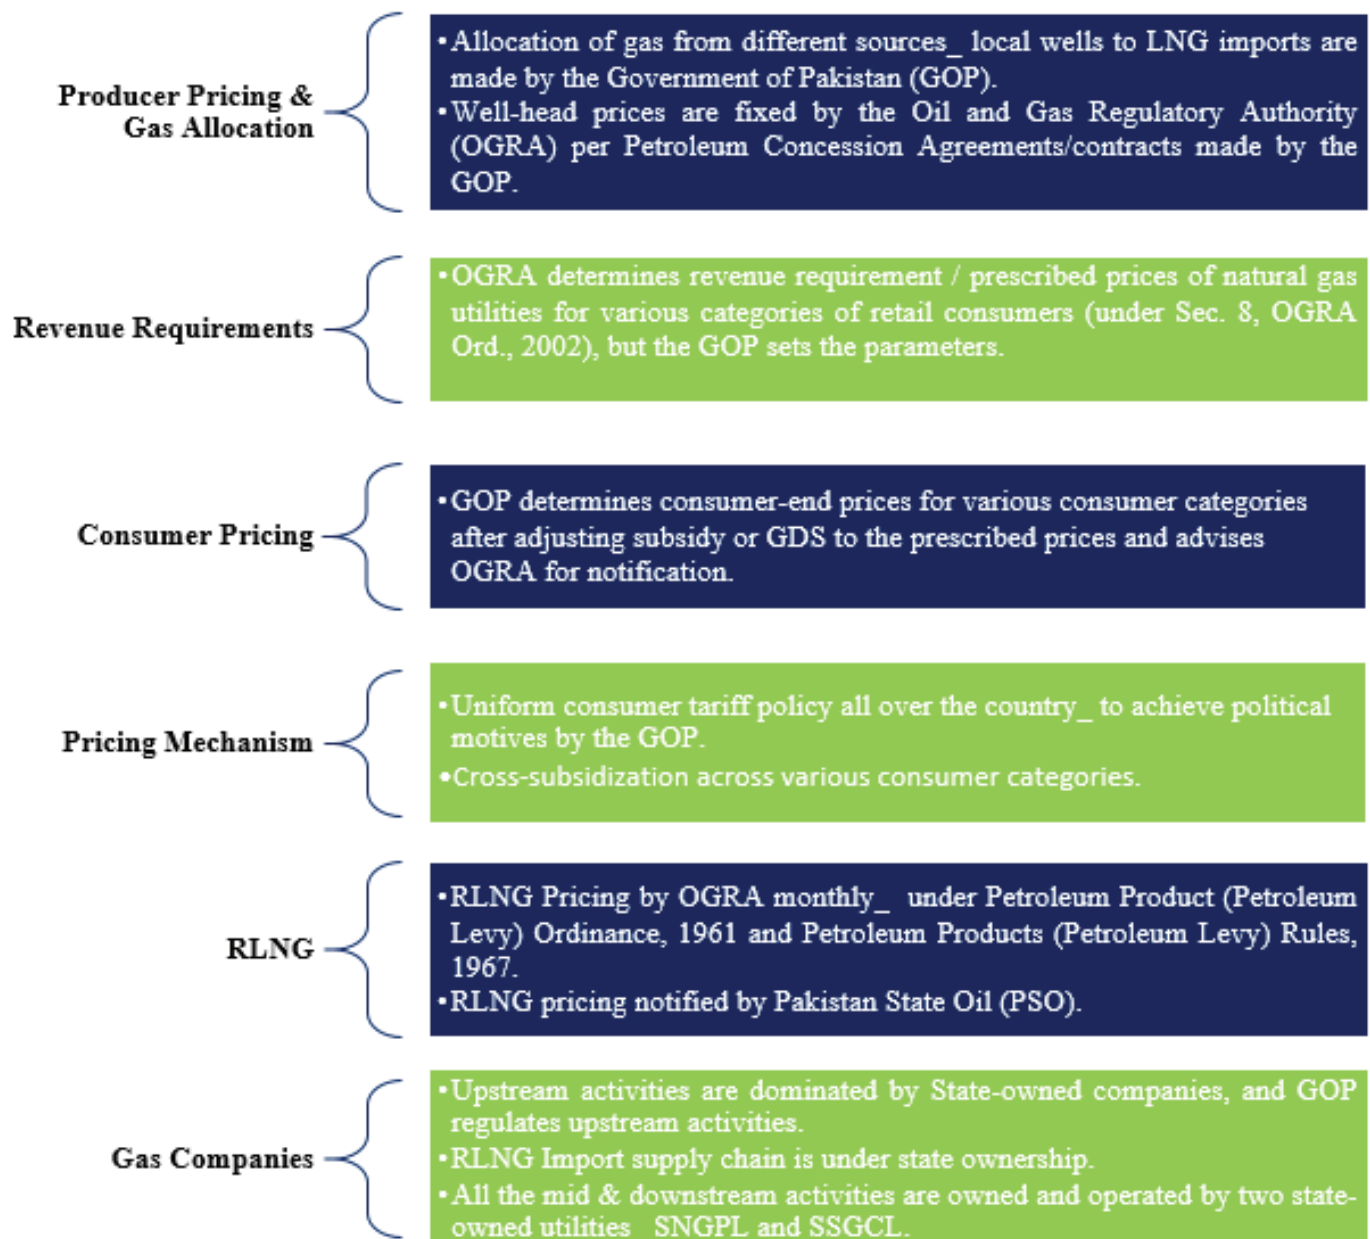 Producer Pricing &
Gas Allocation
•Allocation of gas from different sources_ local wells to LNG imports are
made by the Government of Pakistan (GOP).
•Well-head prices are fixed by the Oil and Gas Regulatory Authority
(OGRA) per Petroleum Concession Agreements/contracts made by the
GOP.
Revenue Requirements
•OGRA determines revenue requirement / prescribed prices of natural gas
utilities for various categories of retail consumers (under Sec. 8, OGRA
Ord., 2002), but the GOP sets the parameters.
Consumer Pricing
•GOP determines consumer-end prices for various consumer categories
after adjusting subsidy or GDS to the prescribed prices and advises
OGRA for notification.
Pricing Mechanism
•Uniform consumer tariff policy all over the country_ to achieve political
motives by the GOP.
•Cross-subsidization across various consumer categories.
RLNG
•RLNG Pricing by OGRA monthly_ under Petroleum Product (Petroleum
Levy) Ordinance, 1961 and Petroleum Products (Petroleum Levy) Rules,
1967.
•RLNG pricing notified by Pakistan State Oil (PSO).
Gas Companies
•Upstream activities are dominated by State-owned companies, and GOP
regulates upstream activities.
•RLNG Import supply chain is under state ownership.
•All the mid & downstream activities are owned and operated by two state-
owned utilities_ SNGPL and SSGCL.